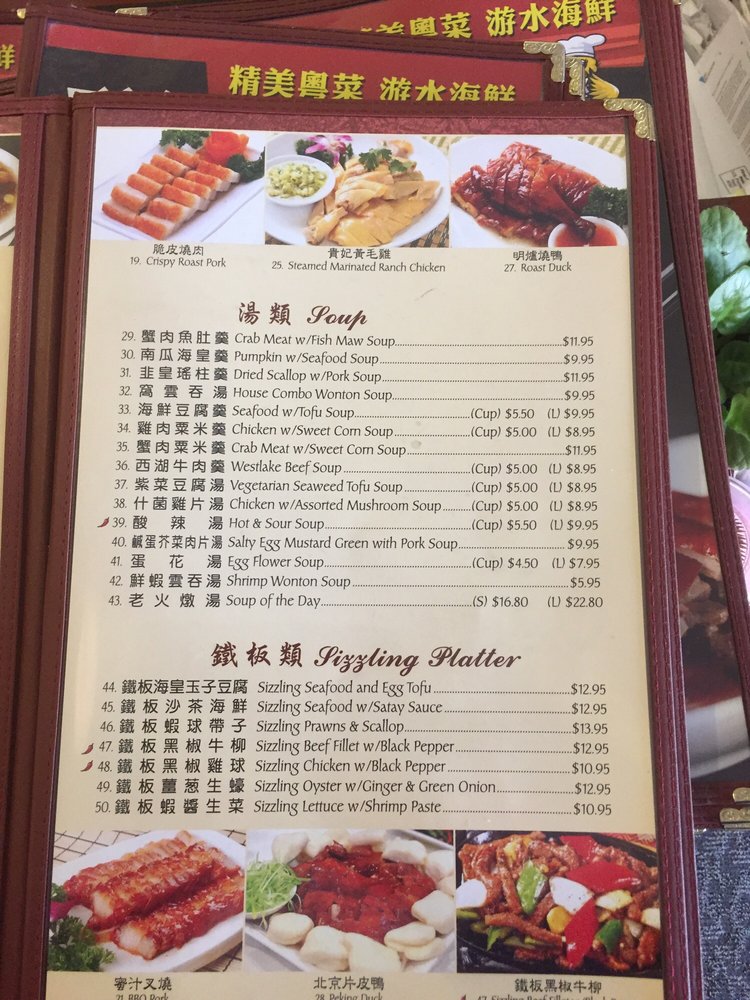 精美粵菜 游水海鮮
精美粵菜 游水海鮮
脆皮燒肉
19. Crispy Roast Pork
貴妃黃毛雞
25. Steamed Marinated Ranch Chicken
明爐燒鴨
27. Roast Duck
湯類 Soup
29. 蟹肉魚肚羹 Crab Meat w/Fish Maw Soup $11.95
30. 南瓜海皇羹 Pumpkin w/Seafood Soup $9.95
31. 韭皇瑤柱羹 Dried Scallop w/Pork Soup $11.95
32. 窩雲吞湯 House Combo Wonton Soup $9.95
33. 海鮮豆腐羹 Seafood w/Tofu Soup (Cup) $5.50 (L) $9.95
34. 雞肉粟米羹 Chicken w/Sweet Corn Soup (Cup) $5.00 (L) $8.95
35. 蟹肉粟米羹 Crab Meat w/Sweet Corn Soup $11.95
36. 西湖牛肉羹 Westlake Beef Soup (Cup) $5.00 (L) $8.95
37. 紫菜豆腐湯 Vegetarian Seaweed Tofu Soup (Cup) $5.00 (L) $8.95
38. 什菌雞片湯 Chicken w/Assorted Mushroom Soup (Cup) $5.00 (L) $8.95
39. 酸辣湯 Hot & Sour Soup (Cup) $5.50 (L) $9.95
40. 鹹蛋芥菜肉片湯 Salty Egg Mustard Green with Pork Soup $9.95
41. 蛋花湯 Egg Flower Soup (Cup) $4.50 (L) $7.95
42. 鮮蝦雲吞湯 Shrimp Wonton Soup $5.95
43. 老火燉湯 Soup of the Day (S) $16.80 (L) $22.80
鐵板類 Sizzling Platter
44. 鐵板海皇玉子豆腐 Sizzling Seafood and Egg Tofu $12.95
45. 鐵板沙茶海鮮 Sizzling Seafood w/Satay Sauce $12.95
46. 鐵板蝦球帶子 Sizzling Prawns & Scallop $13.95
47. 鐵板黑椒牛柳 Sizzling Beef Fillet w/Black Pepper $12.95
48. 鐵板黑椒雞球 Sizzling Chicken w/Black Pepper $10.95
49. 鐵板薑葱生蠔 Sizzling Oyster w/Ginger & Green Onion $12.95
50. 鐵板蝦醬生菜 Sizzling Lettuce w/Shrimp Paste $10.95
蜜汁叉燒
21. BBQ Pork
北京片皮鴨
28. Peking Duck
鐵板黑椒牛柳
47. Sizzling Beef Fillet w/Black